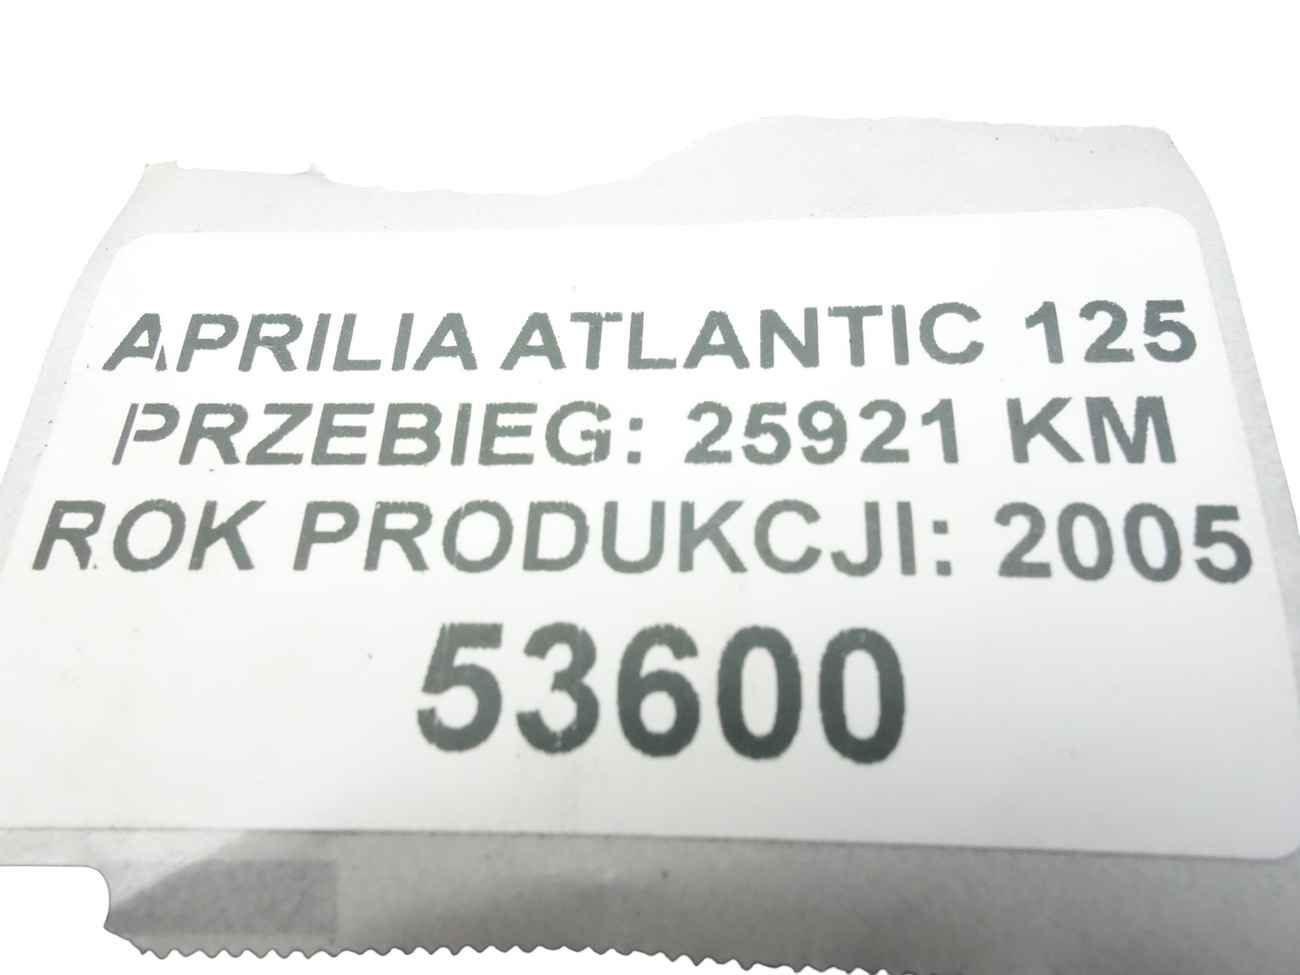 APRILIA ATLANTIC 125
PRZEBIEG: 25921 KM
ROK PRODUKCJI: 2005
53600